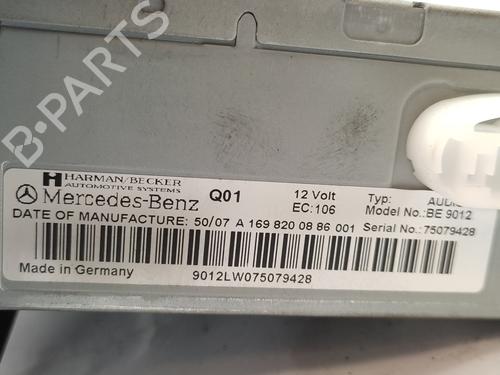 B-PARTS
HARMAN/BECKER
AUTOMOTIVE SYSTEMS
Mercedes-Benz Q01 12 Volt Typ:
EC:106 Model No.:BE 9012
DATE OF MANUFACTURE: 50/07 A 169 820 08 86 001 Serial No.:75079428
Made in Germany 9012LW075079428